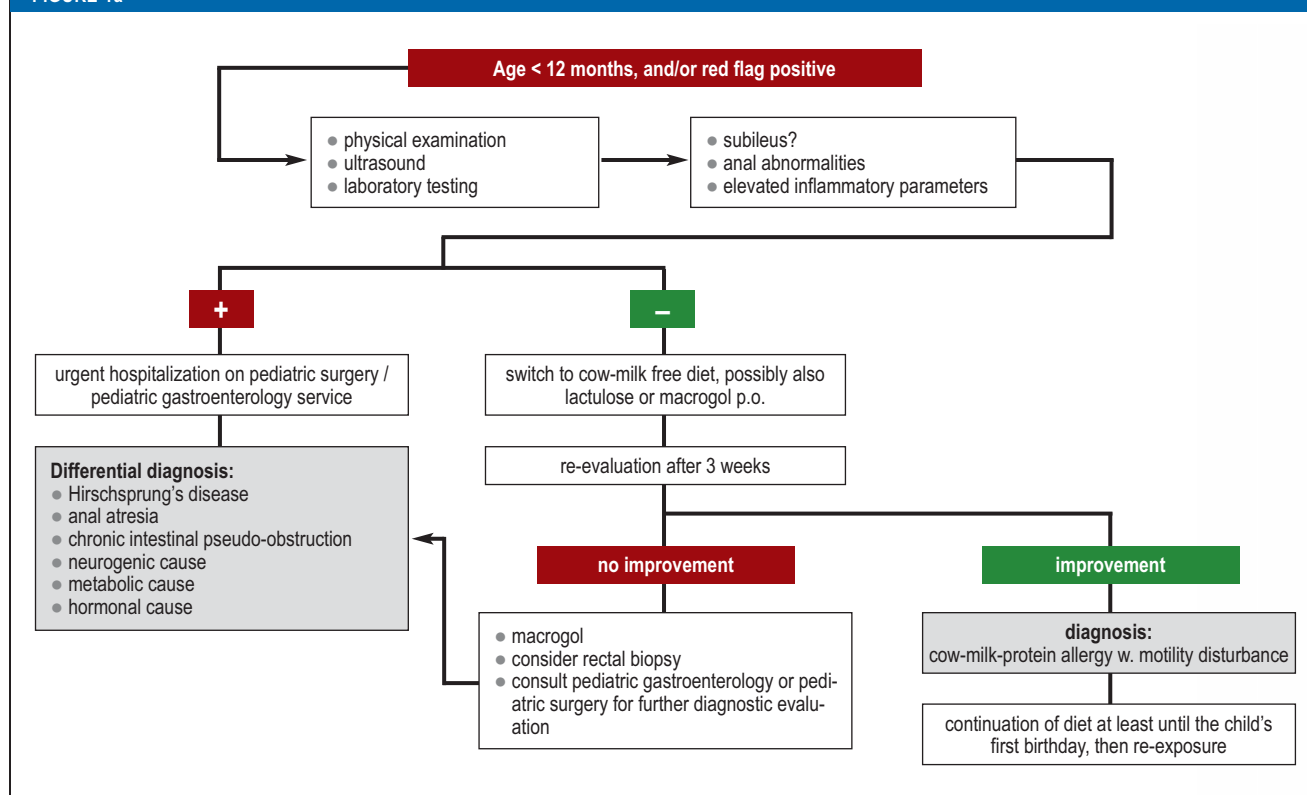 Age < 12 months, and/or red flag positive
● physical examination
● ultrasound
● laboratory testing
● subileus?
● anal abnormalities
● elevated inflammatory parameters
+
–
urgent hospitalization on pediatric surgery /
pediatric gastroenterology service
switch to cow-milk free diet, possibly also
lactulose or macrogol p.o.
Differential diagnosis:
● Hirschsprung's disease
● anal atresia
● chronic intestinal pseudo-obstruction
● neurogenic cause
● metabolic cause
● hormonal cause
re-evaluation after 3 weeks
no improvement
improvement
● macrogol
● consider rectal biopsy
● consult pediatric gastroenterology or pedi-
atric surgery for further diagnostic evalu-
ation
diagnosis:
cow-milk-protein allergy w. motility disturbance
continuation of diet at least until the child's
first birthday, then re-exposure